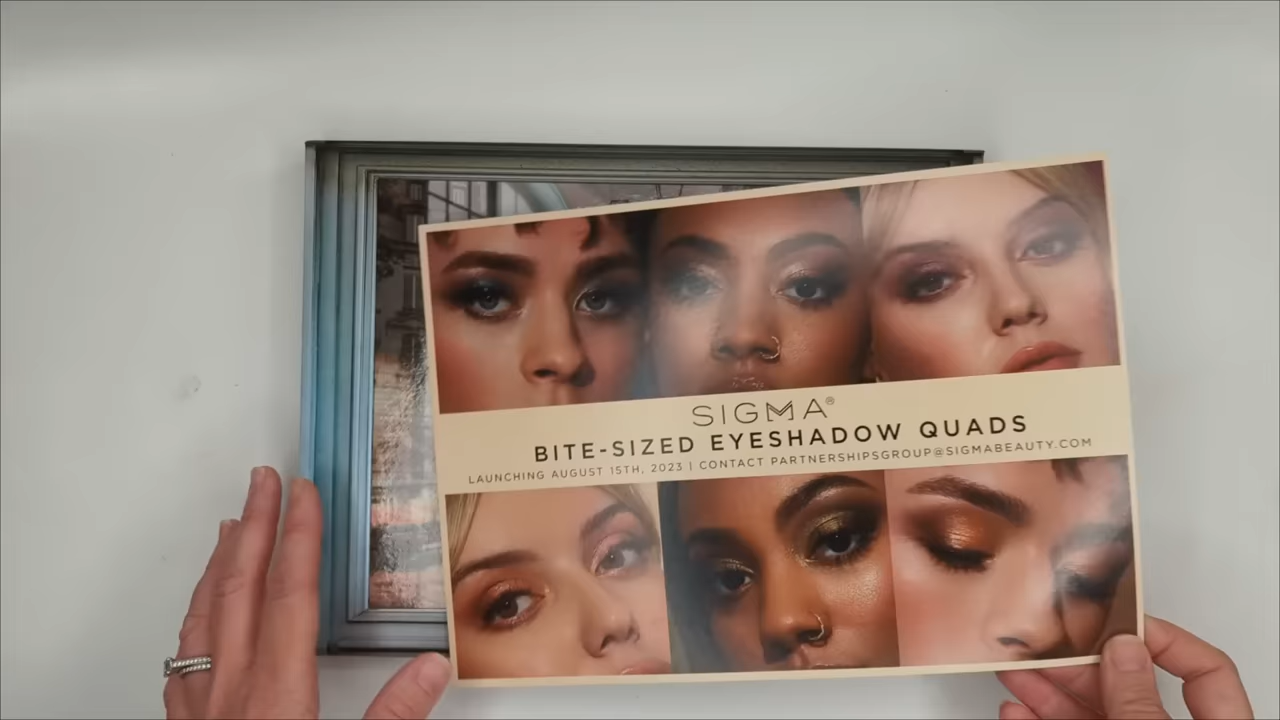 SIGMA®
BITE-SIZED EYESHADOW QUADS
LAUNCHING AUGUST 15TH, 2023 | CONTACT PARTNERSHIPSGROUP@SIGMABEAUTY.COM